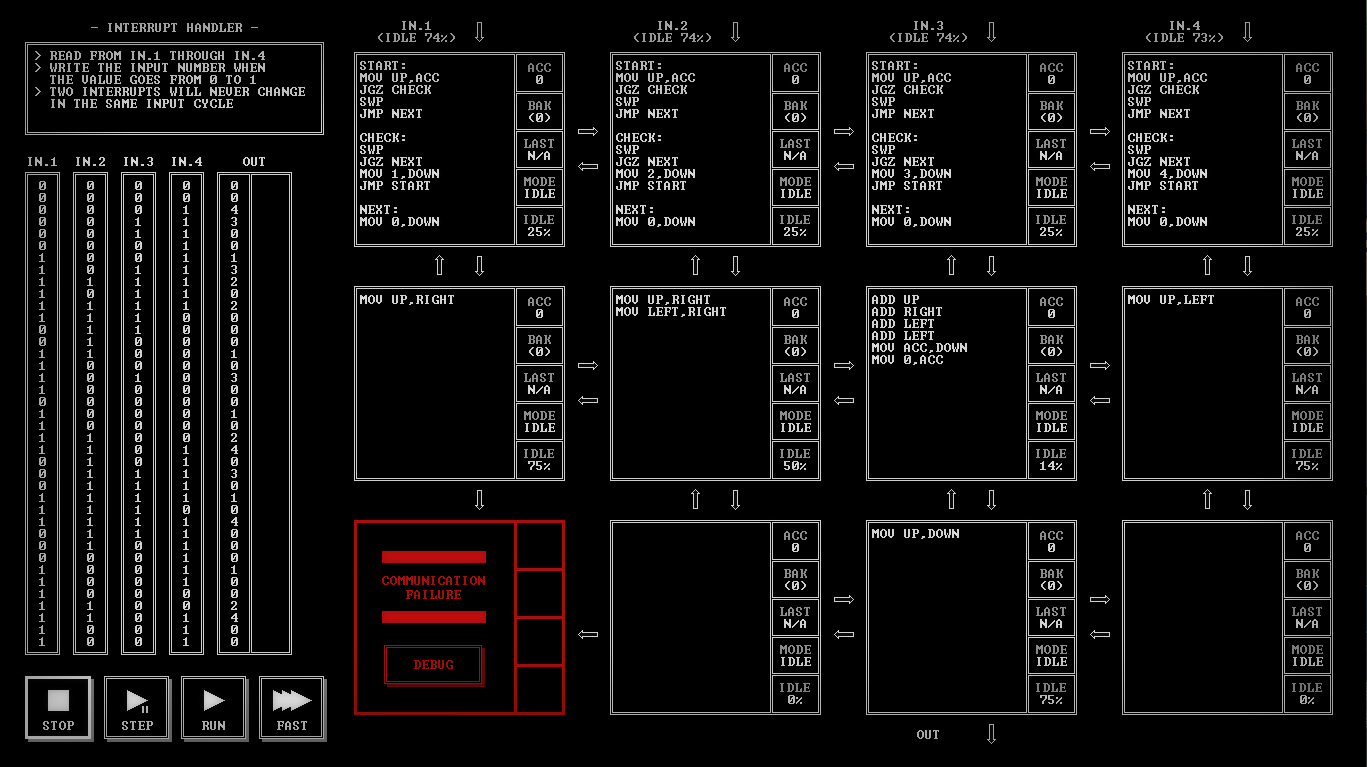 - INTERRUPT HANDLER -
> READ FROM IN.1 THROUGH IN.4
> WRITE THE INPUT NUMBER WHEN
THE VALUE GOES FROM 0 TO 1
> TWO INTERRUPTS WILL NEVER CHANGE
IN THE SAME INPUT CYCLE
IN.1 IN.2 IN.3 IN.4 OUT
0 0 0 0 0
0 0 0 0 0
0 0 0 1 4
0 0 1 1 3
0 0 1 1 0
0 0 0 1 0
1 0 0 1 1
1 0 1 1 3
1 1 1 1 2
1 0 1 1 0
1 1 1 1 2
1 1 1 0 0
0 0 1 0 0
0 0 0 0 0
1 0 0 0 1
1 0 0 0 0
0 0 1 0 3
1 0 0 0 0
0 0 0 0 0
1 0 0 0 1
1 0 0 0 0
1 1 0 0 2
1 1 0 1 4
0 1 0 1 0
0 1 1 1 3
0 1 1 1 0
1 1 1 1 1
1 1 1 0 0
1 1 1 1 4
0 1 0 1 0
0 1 0 1 0
0 0 0 1 0
1 0 0 1 1
1 0 0 0 0
1 0 0 0 0
1 1 0 0 2
1 1 0 1 4
1 0 0 1 0
1 0 0 1 0
STOP
STEP
RUN
FAST
IN.1
(IDLE 74%)
IN.2
(IDLE 74%)
IN.3
(IDLE 74%)
IN.4
(IDLE 73%)
START:
MOV UP,ACC
JGZ CHECK
SWP
JMP NEXT
CHECK:
SWP
JGZ NEXT
MOV 1,DOWN
JMP START
NEXT:
MOV 0,DOWN
ACC
0
BAK
(0)
LAST
N/A
MODE
IDLE
IDLE
25%
START:
MOV UP,ACC
JGZ CHECK
SWP
JMP NEXT
CHECK:
SWP
JGZ NEXT
MOV 2,DOWN
JMP START
NEXT:
MOV 0,DOWN
ACC
0
BAK
(0)
LAST
N/A
MODE
IDLE
IDLE
25%
START:
MOV UP,ACC
JGZ CHECK
SWP
JMP NEXT
CHECK:
SWP
JGZ NEXT
MOV 3,DOWN
JMP START
NEXT:
MOV 0,DOWN
ACC
0
BAK
(0)
LAST
N/A
MODE
IDLE
IDLE
25%
START:
MOV UP,ACC
JGZ CHECK
SWP
JMP NEXT
CHECK:
SWP
JGZ NEXT
MOV 4,DOWN
JMP START
NEXT:
MOV 0,DOWN
ACC
0
BAK
(0)
LAST
N/A
MODE
IDLE
IDLE
25%
MOV UP,RIGHT
ACC
0
BAK
(0)
LAST
N/A
MODE
IDLE
IDLE
75%
MOV UP,RIGHT
MOV LEFT,RIGHT
ACC
0
BAK
(0)
LAST
N/A
MODE
IDLE
IDLE
50%
ADD UP
ADD RIGHT
ADD LEFT
ADD LEFT
MOV ACC,DOWN
MOV 0,ACC
ACC
0
BAK
(0)
LAST
N/A
MODE
IDLE
IDLE
14%
MOV UP,LEFT
ACC
0
BAK
(0)
LAST
N/A
MODE
IDLE
IDLE
75%
COMMUNICATION
FAILURE
DEBUG
ACC
0
BAK
(0)
LAST
N/A
MODE
IDLE
IDLE
0%
MOV UP,DOWN
ACC
0
BAK
(0)
LAST
N/A
MODE
IDLE
IDLE
75%
ACC
0
BAK
(0)
LAST
N/A
MODE
IDLE
IDLE
0%
OUT